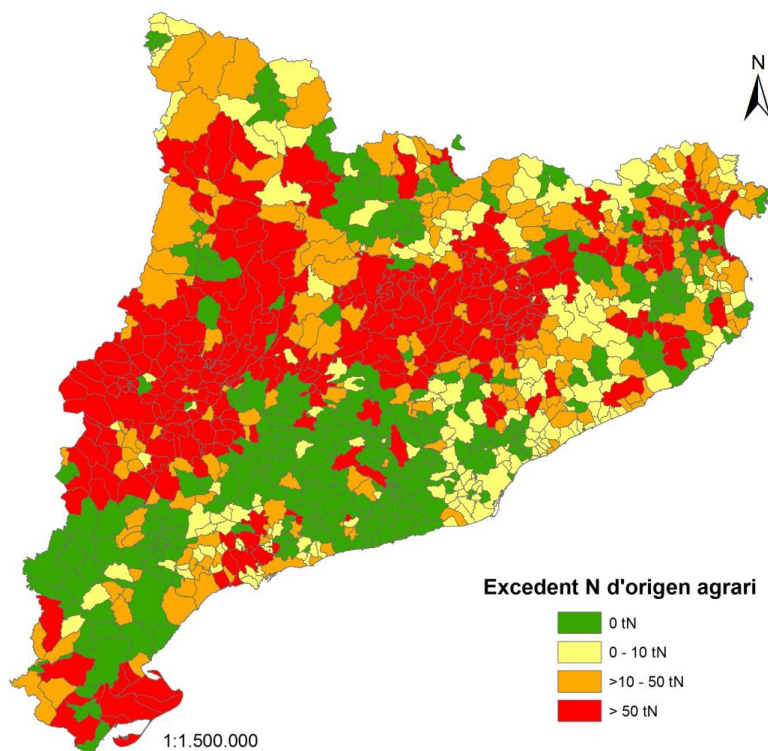 N
Excedent N d'origen agrari
0 tN
0 - 10 tN
>10 - 50 tN
> 50 tN
1:1.500.000